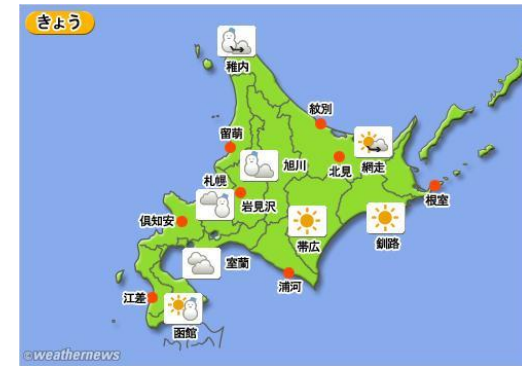 きょう
稚内
紋別
留萌
旭川
北見
網走
札幌
岩見沢
根室
倶知安
帯広
釧路
室蘭
浦河
江差
函館
©weathernews